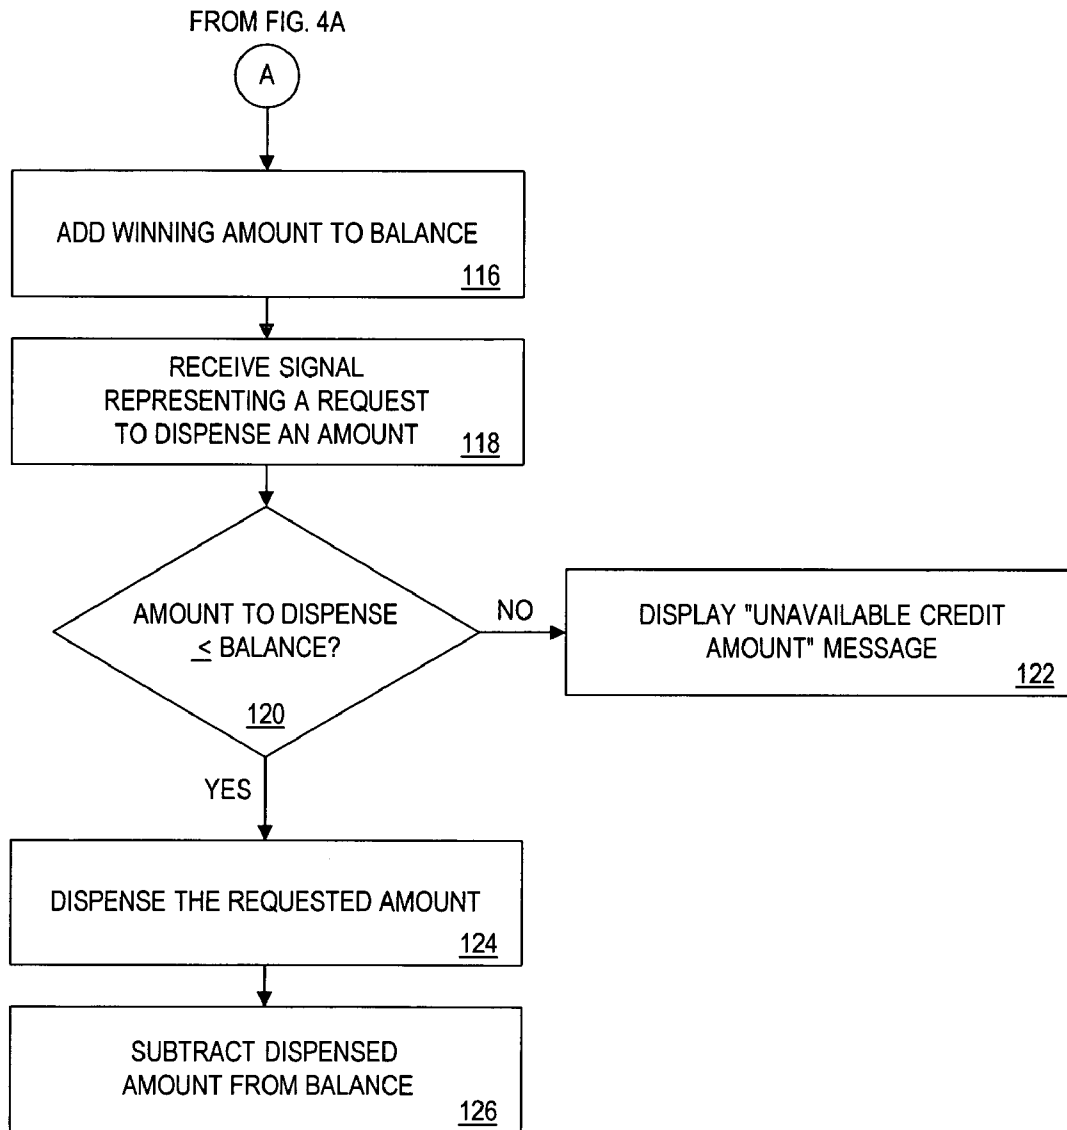 FROM FIG. 4A
A
ADD WINNING AMOUNT TO BALANCE
116
RECEIVE SIGNAL
REPRESENTING A REQUEST
TO DISPENSE AN AMOUNT
118
AMOUNT TO DISPENSE
≤ BALANCE?
120
NO
DISPLAY "UNAVAILABLE CREDIT
AMOUNT" MESSAGE
122
YES
DISPENSE THE REQUESTED AMOUNT
124
SUBTRACT DISPENSED
AMOUNT FROM BALANCE
126